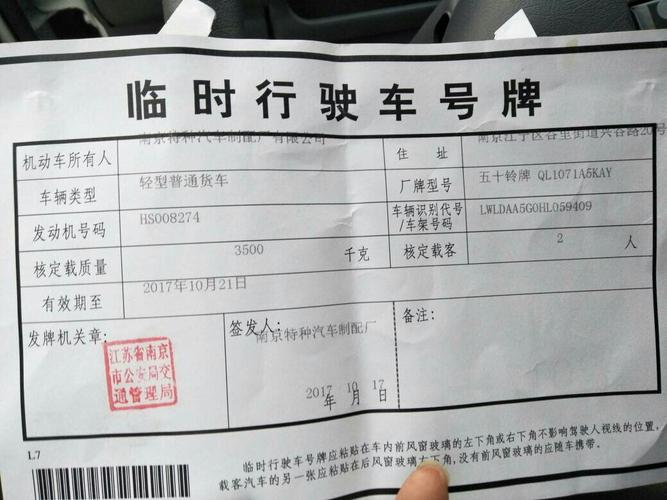 临时行驶车号牌
机动车所有人 南京特种汽车制配厂有限公司 住 址 南京江宁区谷里街道兴谷路20号
车辆类型 轻型普通货车 厂牌型号 五十铃牌 QL1071A5KAY
发动机号码 HS008274 车辆识别代号/车架号码 LWLDAA5G0HL059409
核定载质量 3500 千克 核定载客 2 人
有效期至 2017年10月21日
发牌机关章: 签发人: 南京特种汽车制配厂 备注:
江苏省南京
市公安局交
通管理局
2017 10 17
年 月 日
1.7
临时行驶车号牌应粘贴在车内前风窗玻璃的左下角或右下角不影响驾驶人视线的位置,
载客汽车的另一张应粘贴在后风窗玻璃左下角,没有前风窗玻璃的应随车携带。